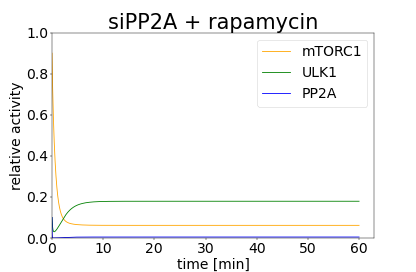 siPP2A + rapamycin
relative activity
1.0
0.8
0.6
0.4
0.2
0.0
mTORC1
ULK1
PP2A
0 10 20 30 40 50 60
time [min]